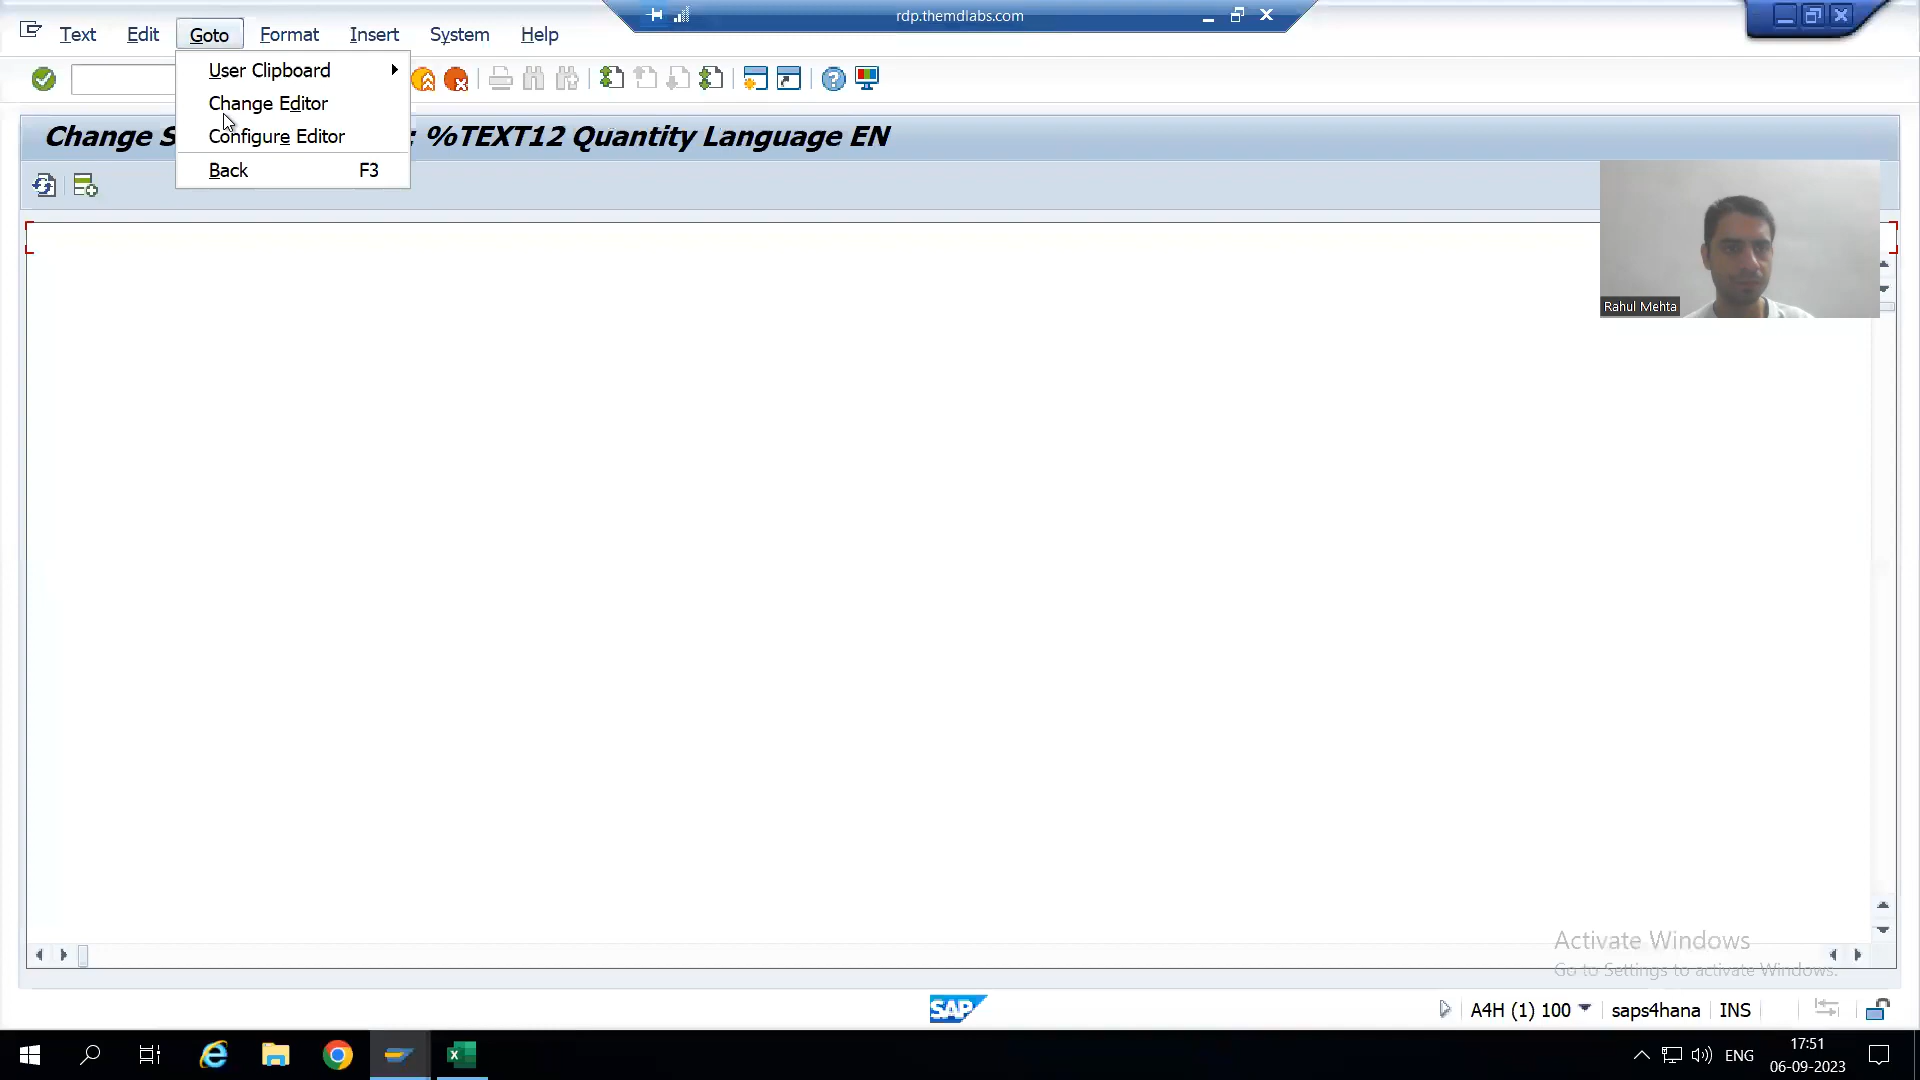 rdp.themdlabs.com
Text Edit Goto Format Insert System Help
User Clipboard
Change Editor
Configure Editor
Back F3
Change S
: %TEXT12 Quantity Language EN
Rahul Mehta
Activate Windows
Go to Settings to activate Windows.
SAP
A4H (1) 100 saps4hana INS
ENG
17:51
06-09-2023